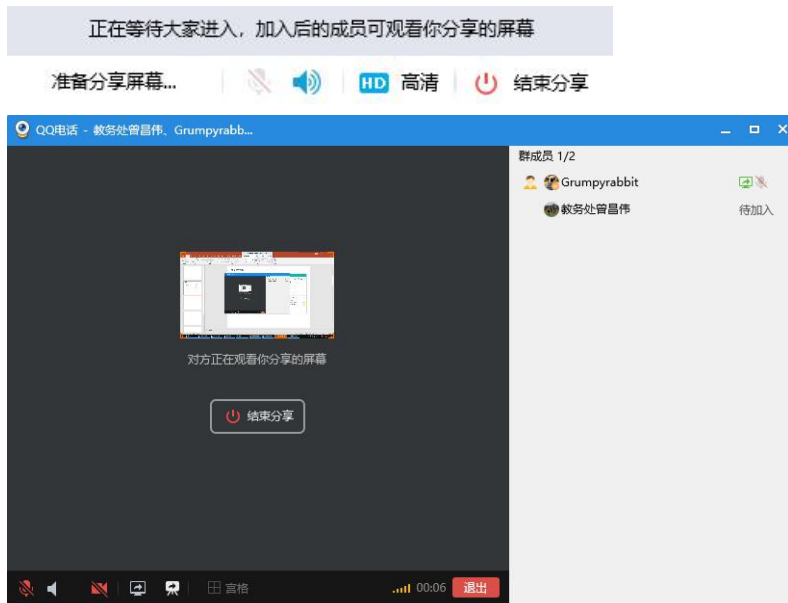 正在等待大家进入，加入后的成员可观看你分享的屏幕
准备分享屏幕... HD 高清 结束分享
QQ电话 - 教务处曾昌伟、Grumpyrabb...
群成员 1/2
Grumpyrabbit
教务处曾昌伟 待加入
对方正在观看你分享的屏幕
结束分享
宫格 00:06 退出